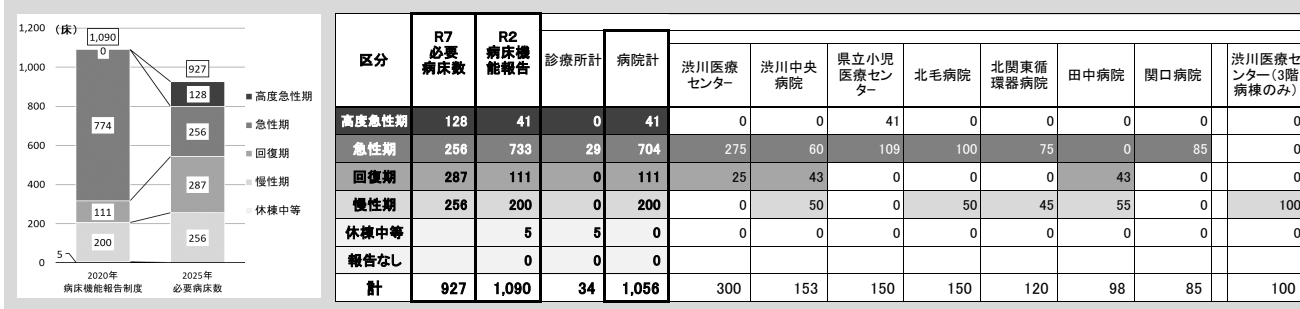 1,200 （床）
1,090
0
1,000
927
128
800
774
256
600
287
400
111
200
200
256
5
0
2020年
病床機能報告制度
2025年
必要病床数
■高度急性期
■急性期
■回復期
■慢性期
休棟中等
区分 R7 必要 病床数 R2 病床機 能報告 診療所計 病院計 渋川医療 センター 渋川中央 病院 県立小児 医療セン ター 北毛病院 北関東循 環器病院 田中病院 関口病院 渋川医療セ ンター（3階 病棟のみ）
高度急性期 128 41 0 41 0 0 41 0 0 0 0 0
急性期 256 733 29 704 275 60 109 100 75 0 85 0
回復期 287 111 0 111 25 43 0 0 0 43 0 0
慢性期 256 200 0 200 0 50 0 50 45 55 0 100
休棟中等 5 5 0 0 0 0 0 0 0 0 0
報告なし 0 0 0
計 927 1,090 34 1,056 300 153 150 150 120 98 85 100